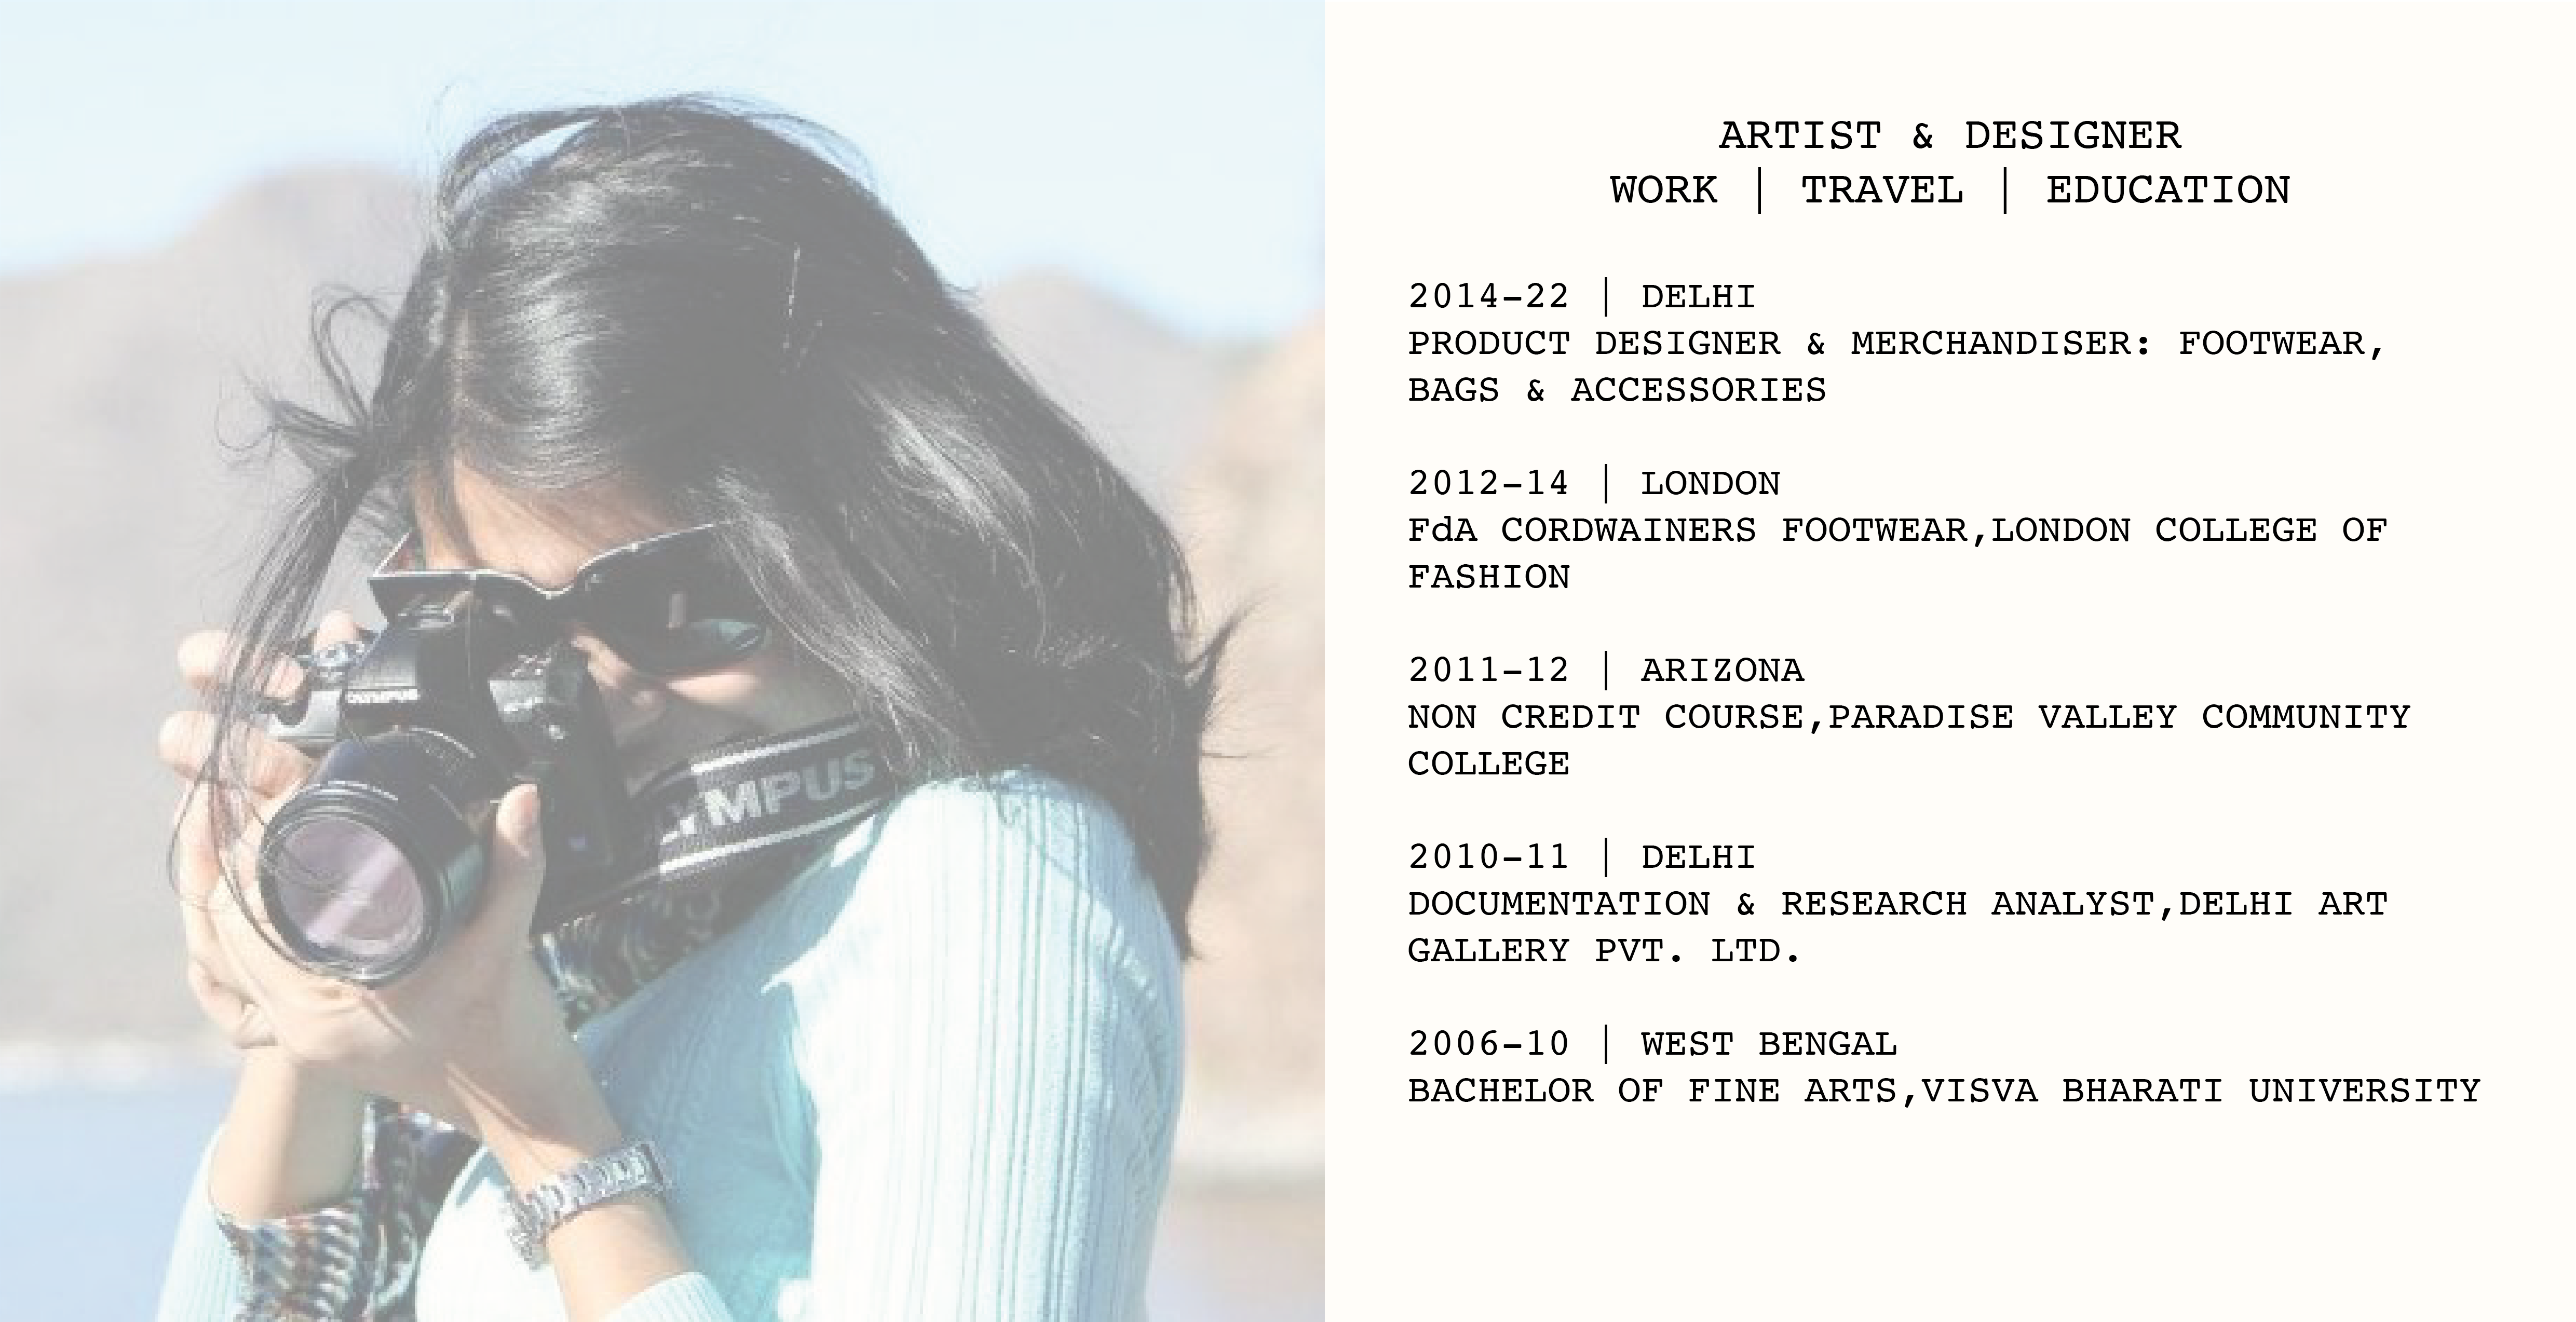 ARTIST & DESIGNER
WORK | TRAVEL | EDUCATION
2014-22 | DELHI
PRODUCT DESIGNER & MERCHANDISER: FOOTWEAR,
BAGS & ACCESSORIES
2012-14 | LONDON
FdA CORDWAINERS FOOTWEAR,LONDON COLLEGE OF
FASHION
2011-12 | ARIZONA
NON CREDIT COURSE,PARADISE VALLEY COMMUNITY
COLLEGE
2010-11 | DELHI
DOCUMENTATION & RESEARCH ANALYST,DELHI ART
GALLERY PVT. LTD.
2006-10 | WEST BENGAL
BACHELOR OF FINE ARTS,VISVA BHARATI UNIVERSITY
OLYMPUS
LYMPUS